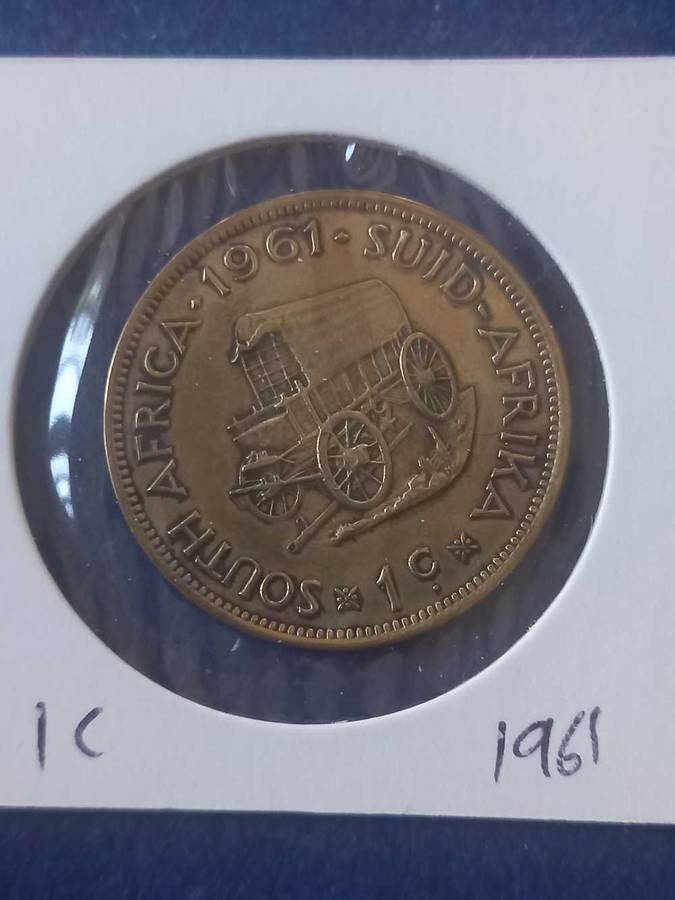 SOUTH AFRICA · 1961 · SUID-AFRIKA
1c
1c
1961